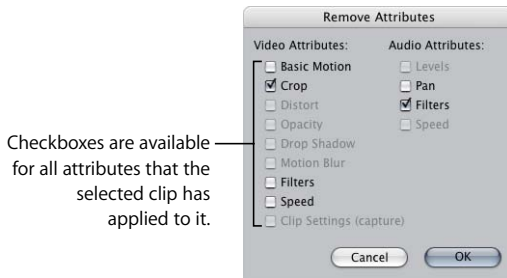 Remove Attributes
Video Attributes:
Basic Motion
Crop
Distort
Opacity
Drop Shadow
Motion Blur
Filters
Speed
Clip Settings (capture)
Audio Attributes:
Levels
Pan
Filters
Speed
Cancel
OK
Checkboxes are available
for all attributes that the
selected clip has
applied to it.